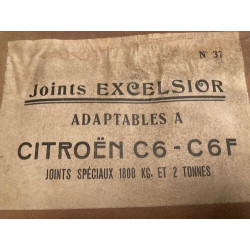 N 37
Joints EXCELSIOR
ADAPTABLES A
CITROËN C6 - C6F
JOINTS SPÉCIAUX 1800 KG. ET 2 TONNES